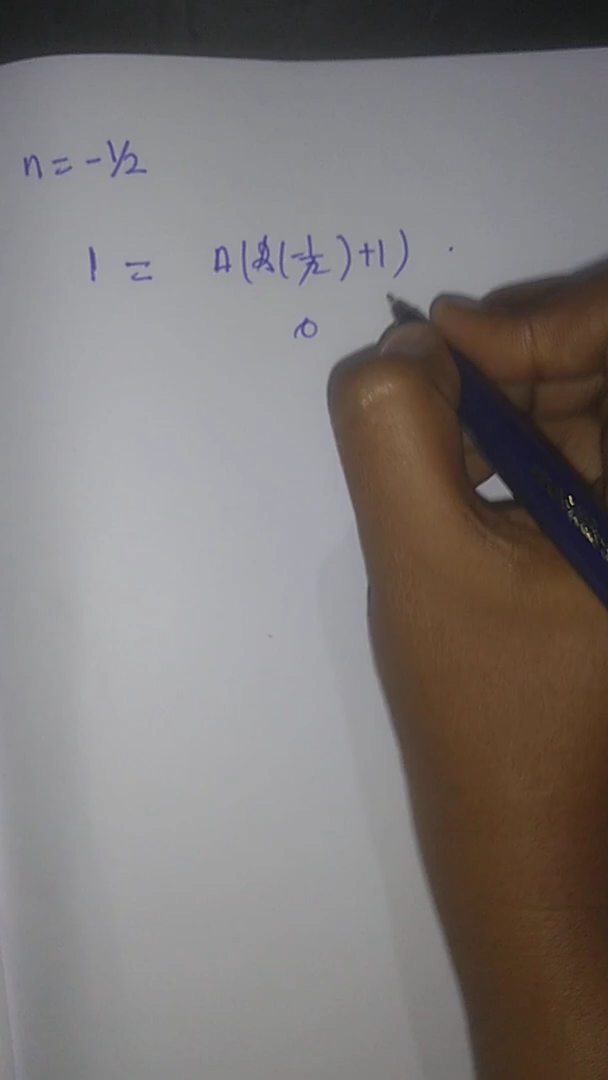 n = -1/2
1 = A(2(-1/2)+1)
0